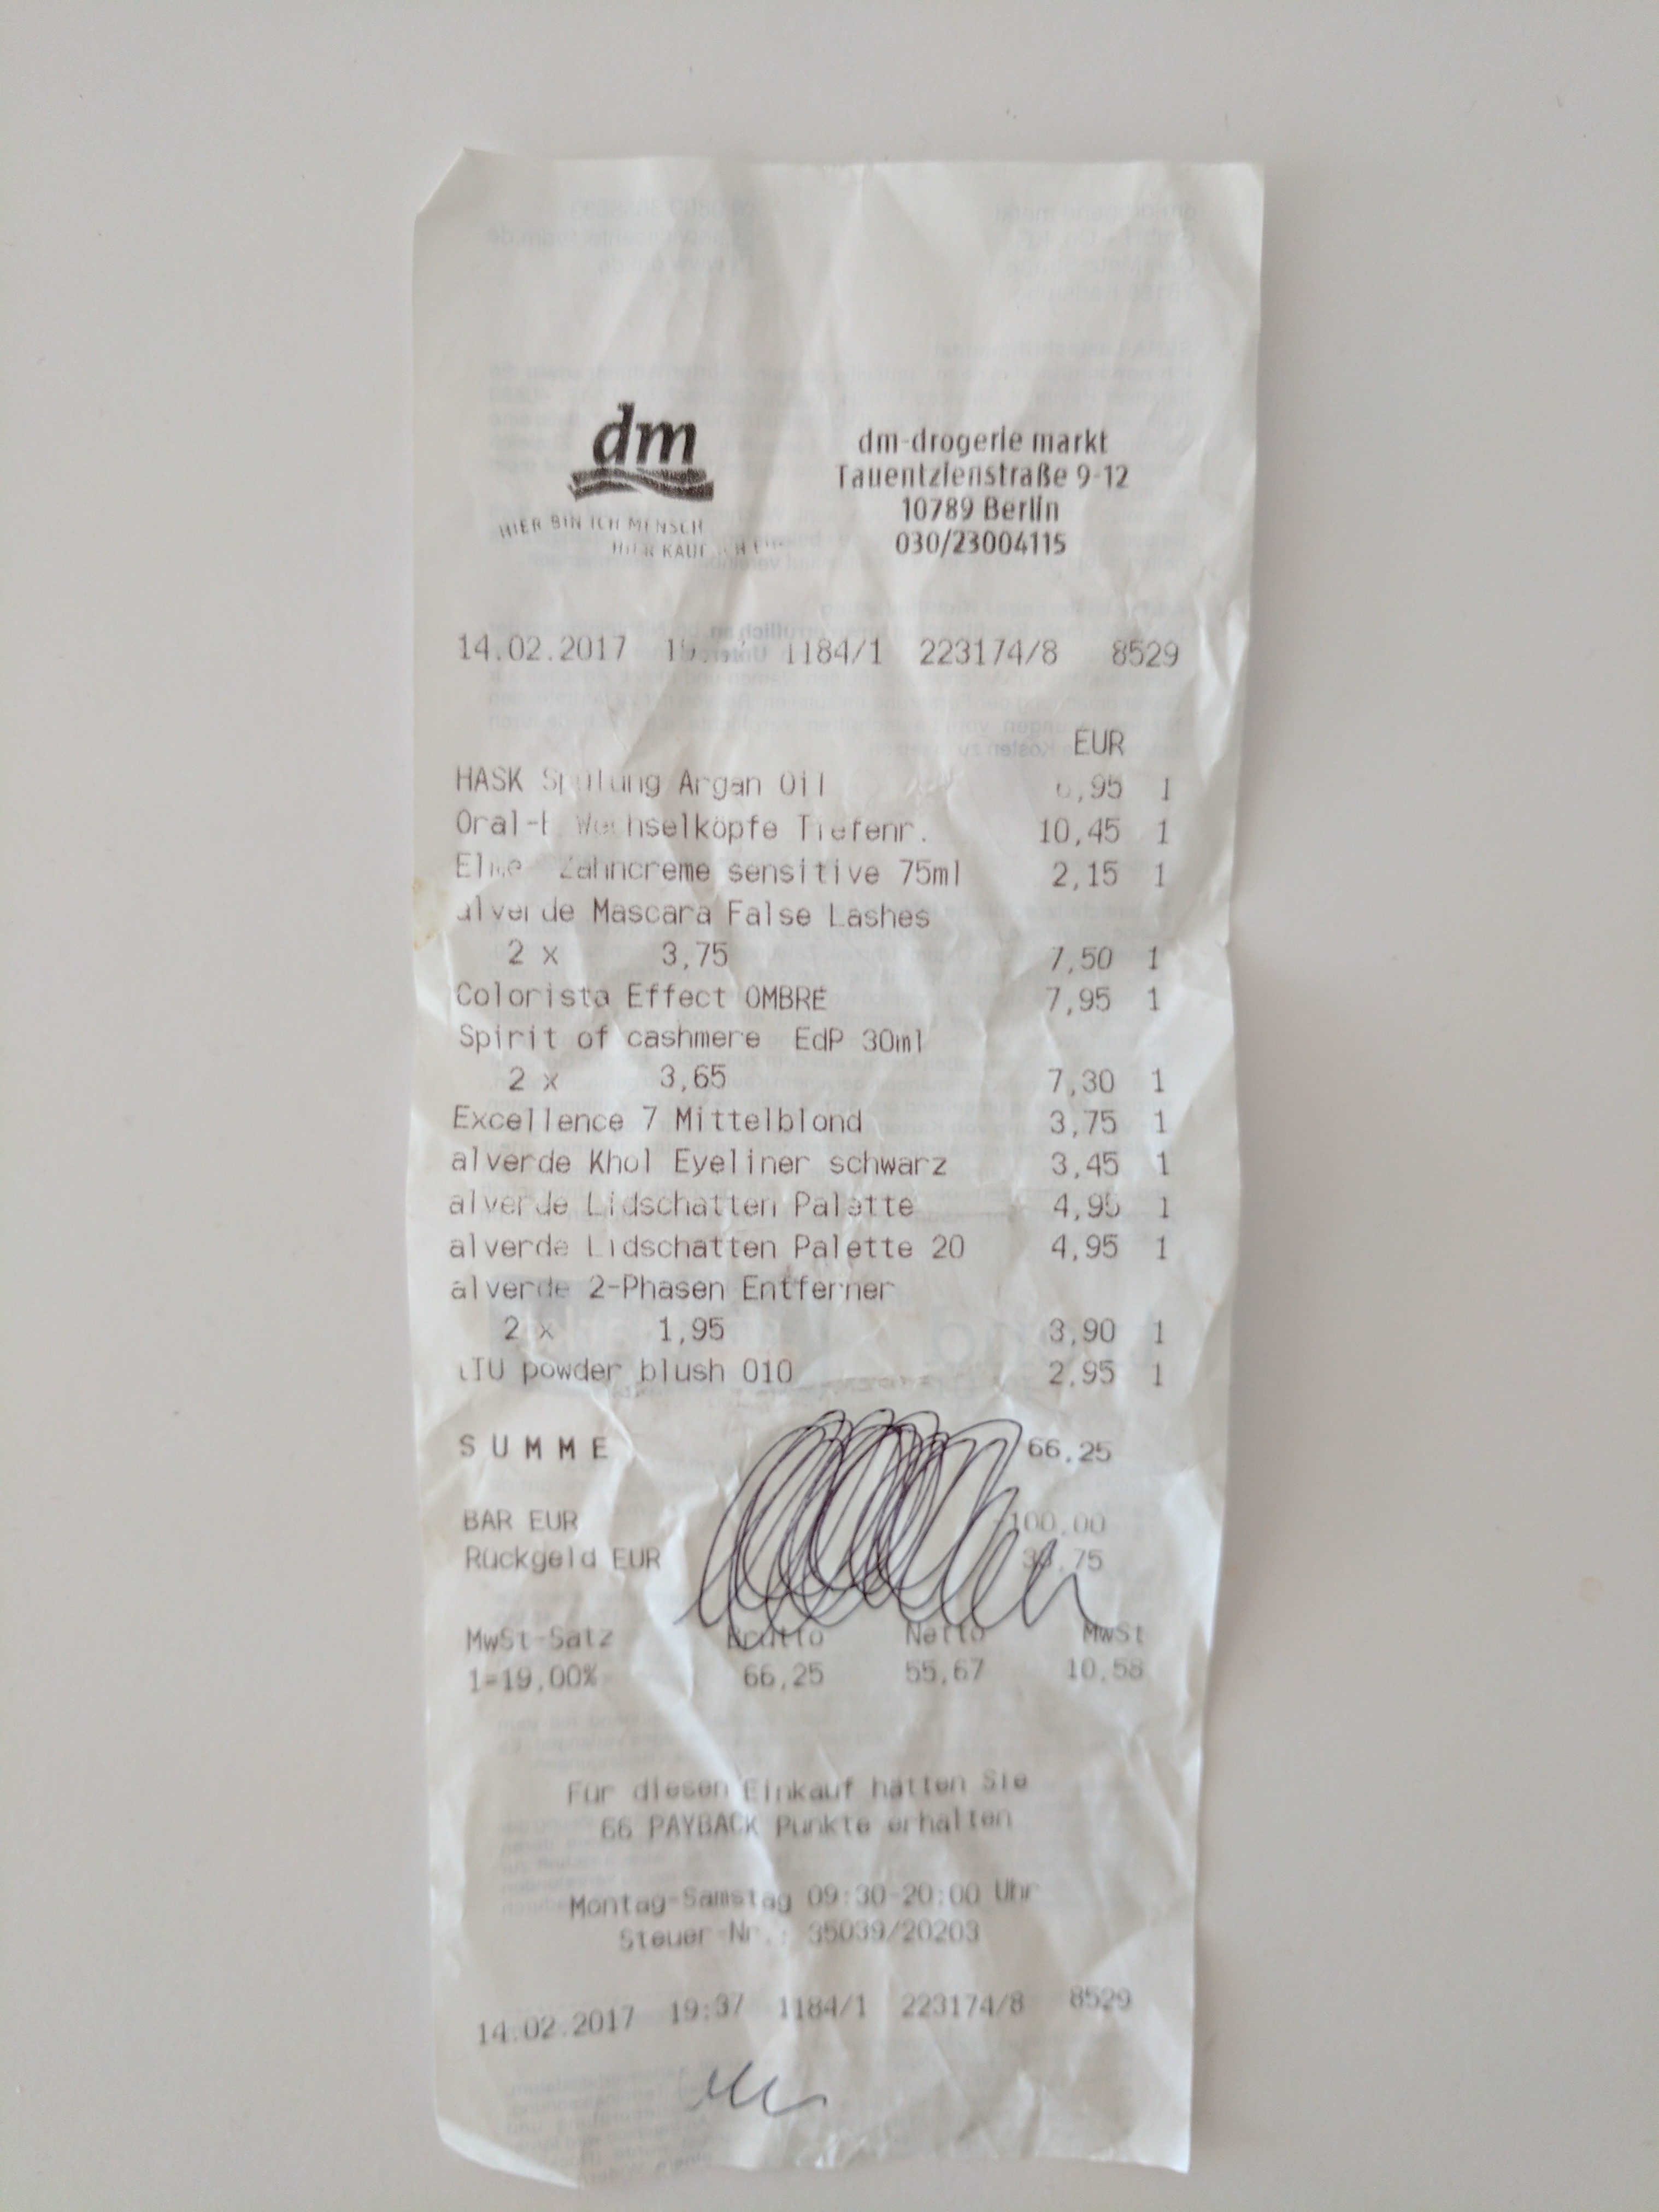 dm
HIER BIN ICH MENSCH
HIER KAUF ICH
dm-drogerie markt
Tauentzienstraße 9-12
10789 Berlin
030/23004115
14.02.2017 1184/1 223174/8 8529
EUR
HASK Spülung Argan Oil 6,95 1
Oral-B Wechselköpfe Tiefenr. 10,45 1
Zahncreme sensitive 75ml 2,15 1
alverde Mascara False Lashes
2 x 3,75 7,50 1
Colorista Effect OMBRE 7,95 1
Spirit of cashmere EdP 30ml
2 x 3,65 7,30 1
Excellence 7 Mittelblond 3,75 1
alverde Khol Eyeliner schwarz 3,45 1
alverde Lidschatten Palette 4,95 1
alverde Lidschatten Palette 20 4,95 1
alverde 2-Phasen Entferner
2 x 1,95 3,90 1
powder blush 010 2,95 1
SUMME 66,25
BAR EUR 100,00
Rückgeld EUR 33,75
MwSt-Satz Brutto Netto MwSt
1=19,00% 66,25 55,67 10,58
Für diesen Einkauf hätten Sie
66 PAYBACK Punkte erhalten
Montag-Samstag 09:30-20:00 Uhr
Steuer-Nr.: 35039/20203
14.02.2017 19:37 1184/1 223174/8 8529